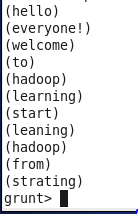 (hello)
(everyone!)
(welcome)
(to)
(hadoop)
(learning)
(start)
(leaning)
(hadoop)
(from)
(strating)
grunt>